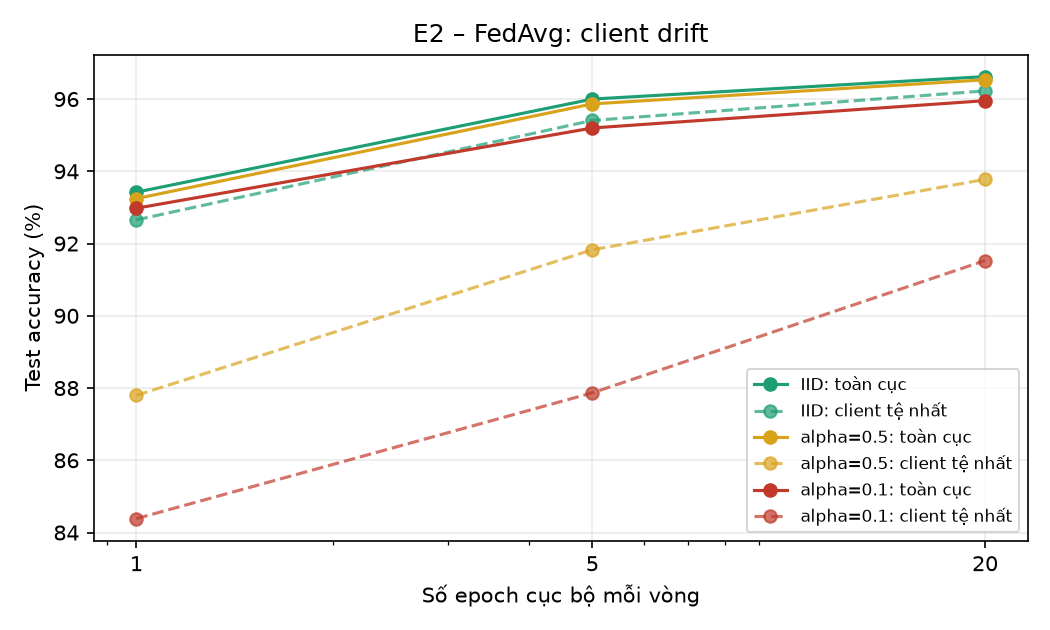 E2 – FedAvg: client drift
Test accuracy (%)
96
94
92
90
88
86
84
IID: toàn cục
IID: client tệ nhất
alpha=0.5: toàn cục
alpha=0.5: client tệ nhất
alpha=0.1: toàn cục
alpha=0.1: client tệ nhất
1
5
20
Số epoch cục bộ mỗi vòng